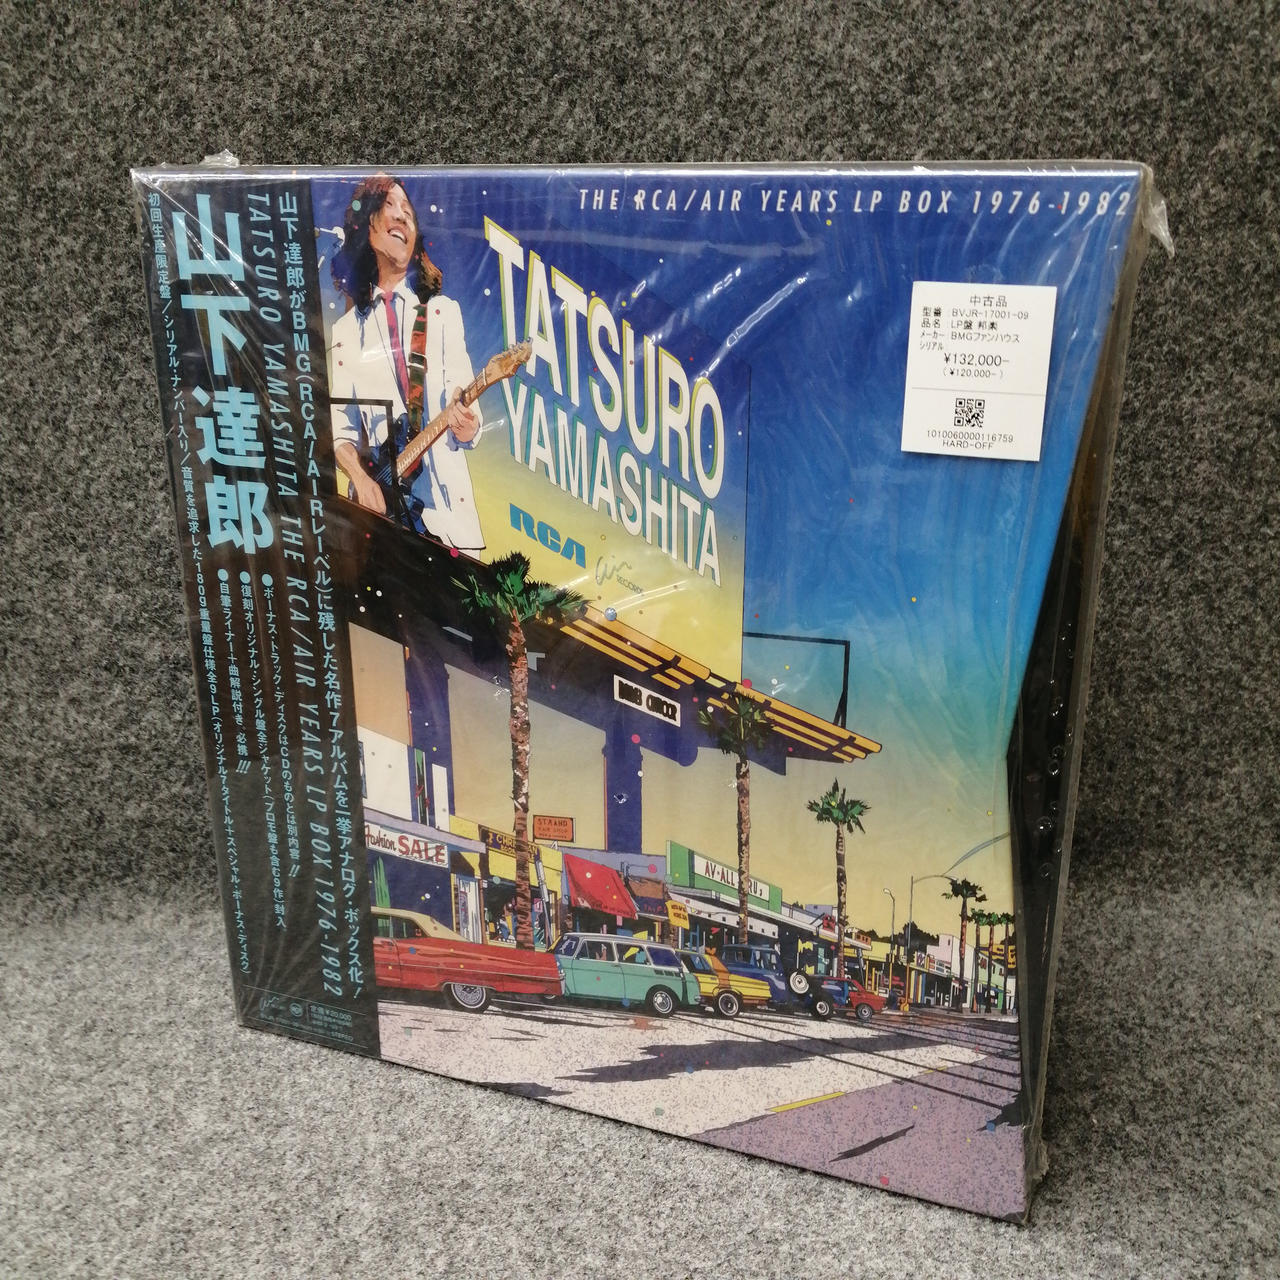 THE RCA/AIR YEARS LP BOX 1976-1982
TATSURO
YAMASHITA
RCA
air
RECORDS
中古品
型番 :BVJR-17001-09
品名 :LP盤 邦楽
メーカー:BMGファンハウス
シリアル:
¥132,000-
(¥120,000-)
1010060000116759
HARD-OFF
山下達郎がBMG(RCA/AIRレーベル)に残した名作7アルバムを一挙アナログ・ボックス化!
TATSURO YAMASHITA THE RCA/AIR YEARS LP BOX 1976-1982
山下達郎
●ボーナス・トラック・ディスクはCDのものとは別内容!!
●復刻オリジナル・シングル盤全ジャケット(プロモ盤も含む9作)封入
●自筆ライナー+曲解説付き、必携!!!
初回生産限定盤/シリアル・ナンバー入り/音質を追求した180g重量盤仕様全9LP(オリジナル7タイトル+スペシャル・ボーナス・ディスク)
定価¥20,000
Fashion SALE
STRAND
AV-ALL